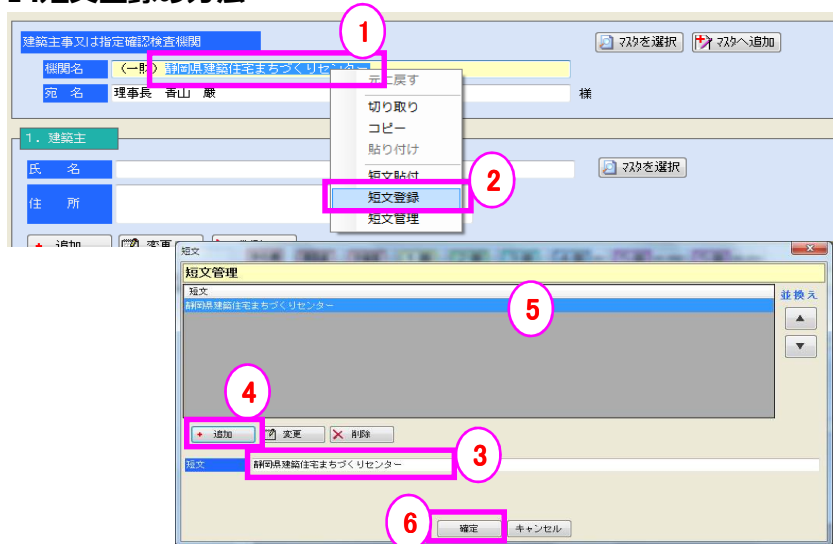 1
建築主事又は指定確認検査機関
マスタを選択
マスタへ追加
機関名
(一財) 静岡県建築住宅まちづくりセンター
宛 名
理事長 青山 巌
様
元に戻す
切り取り
コピー
貼り付け
短文貼付
短文登録
短文管理
2
1. 建築主
氏 名
マスタを選択
住 所
追加
変更
短文
短文管理
短文
並換え
静岡県建築住宅まちづくりセンター
5
▲
▼
4
追加
変更
削除
短文
静岡県建築住宅まちづくりセンター
3
6
確定
キャンセル